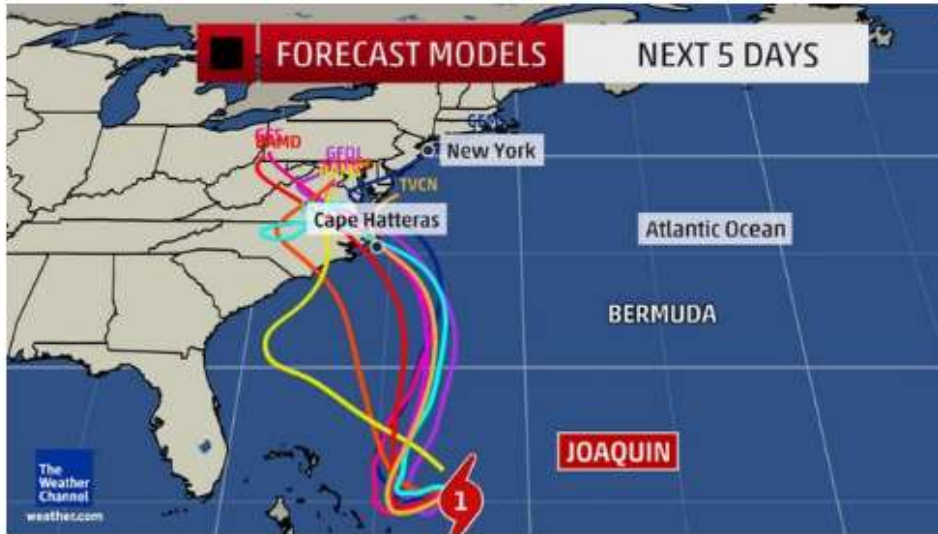 FORECAST MODELS
NEXT 5 DAYS
GFS
BAMD
GFDL
New York
TVCN
Cape Hatteras
Atlantic Ocean
BERMUDA
JOAQUIN
1
The
Weather
Channel
weather.com